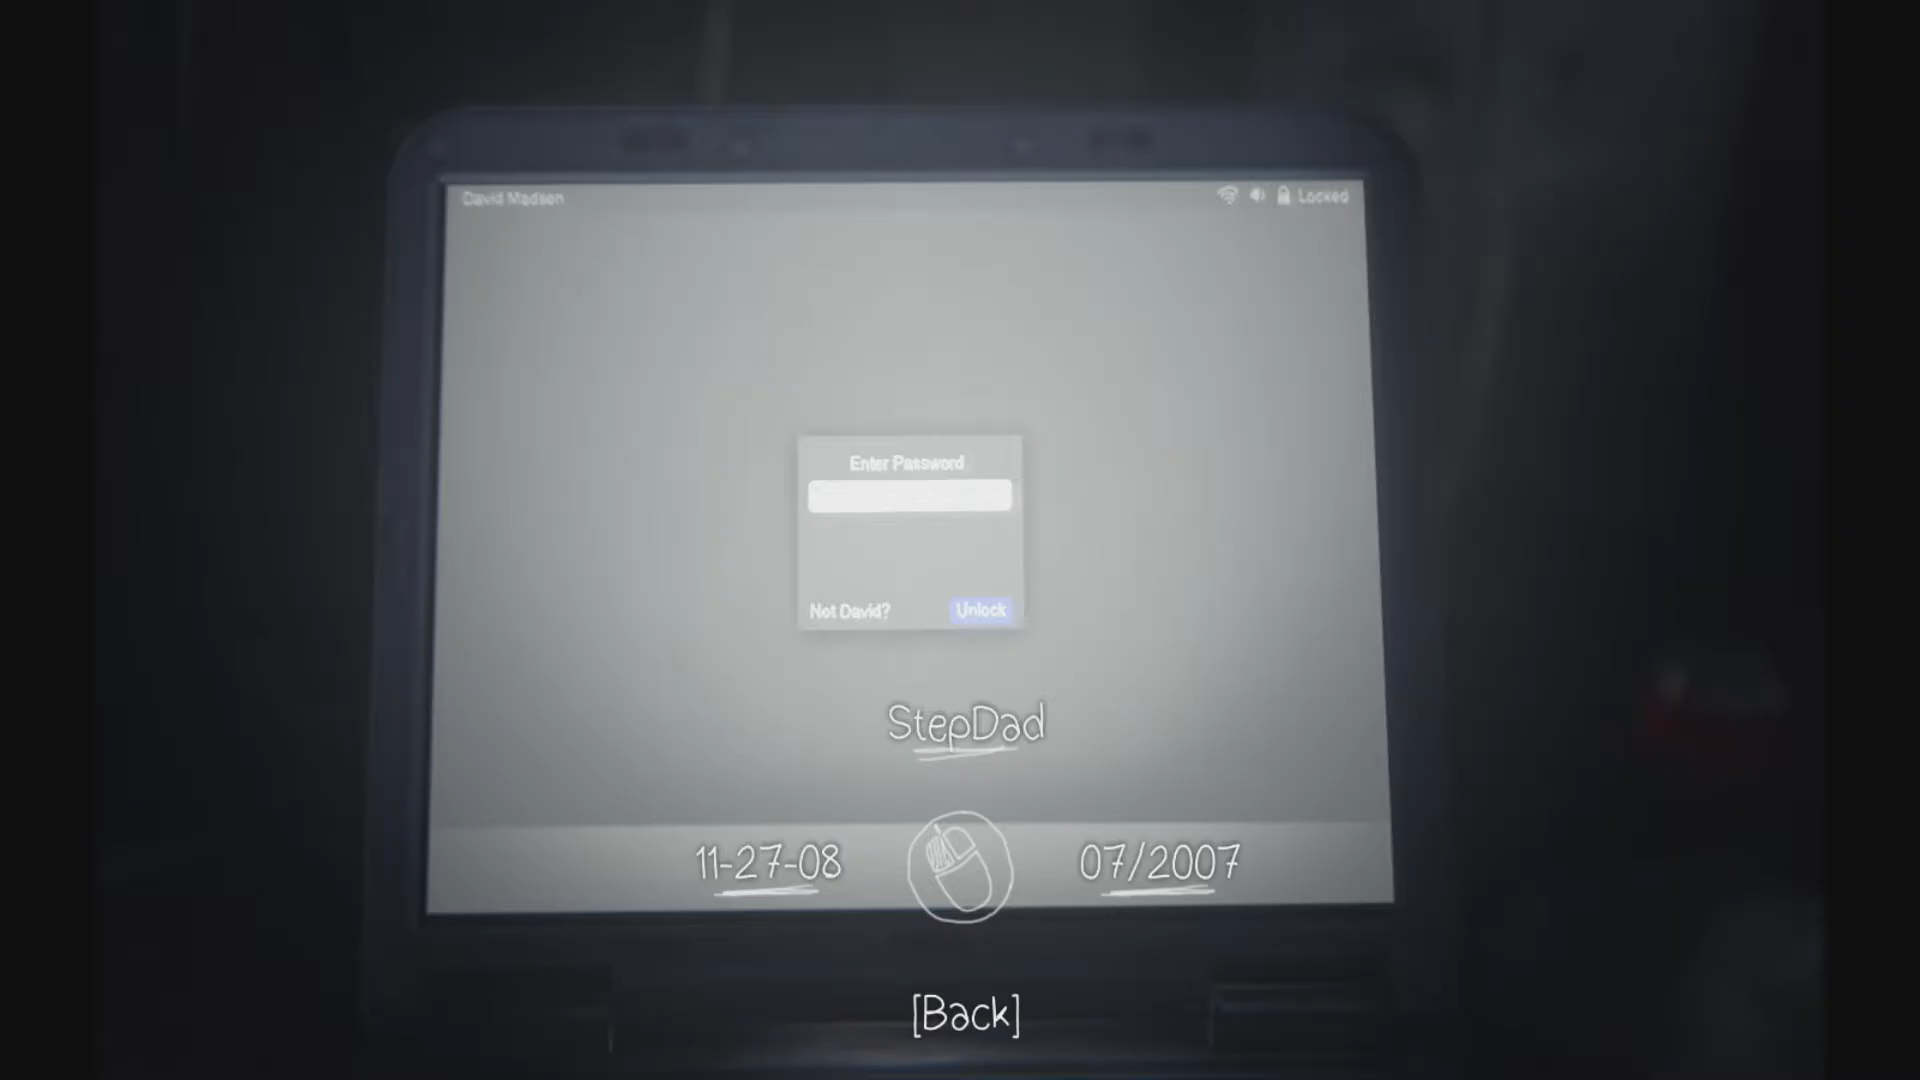 David Madsen
Locked
Enter Password
Not David?
Unlock
StepDad
11-27-08
07/2007
[Back]